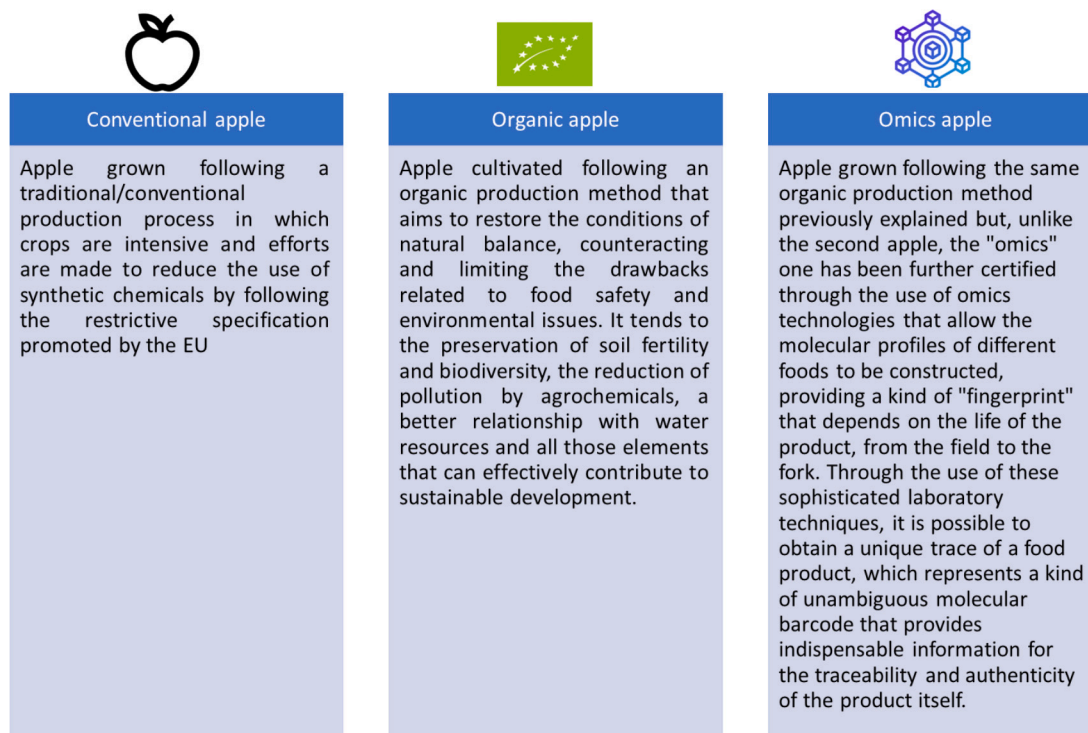 Conventional apple
Apple grown following a
traditional/conventional
production process in which
crops are intensive and efforts
are made to reduce the use of
synthetic chemicals by following
the restrictive specification
promoted by the EU
Organic apple
Apple cultivated following an
organic production method that
aims to restore the conditions of
natural balance, counteracting
and limiting the drawbacks
related to food safety and
environmental issues. It tends to
the preservation of soil fertility
and biodiversity, the reduction of
pollution by agrochemicals, a
better relationship with water
resources and all those elements
that can effectively contribute to
sustainable development.
Omics apple
Apple grown following the same
organic production method
previously explained but, unlike
the second apple, the "omics"
one has been further certified
through the use of omics
technologies that allow the
molecular profiles of different
foods to be constructed,
providing a kind of "fingerprint"
that depends on the life of the
product, from the field to the
fork. Through the use of these
sophisticated laboratory
techniques, it is possible to
obtain a unique trace of a food
product, which represents a kind
of unambiguous molecular
barcode that provides
indispensable information for
the traceability and authenticity
of the product itself.